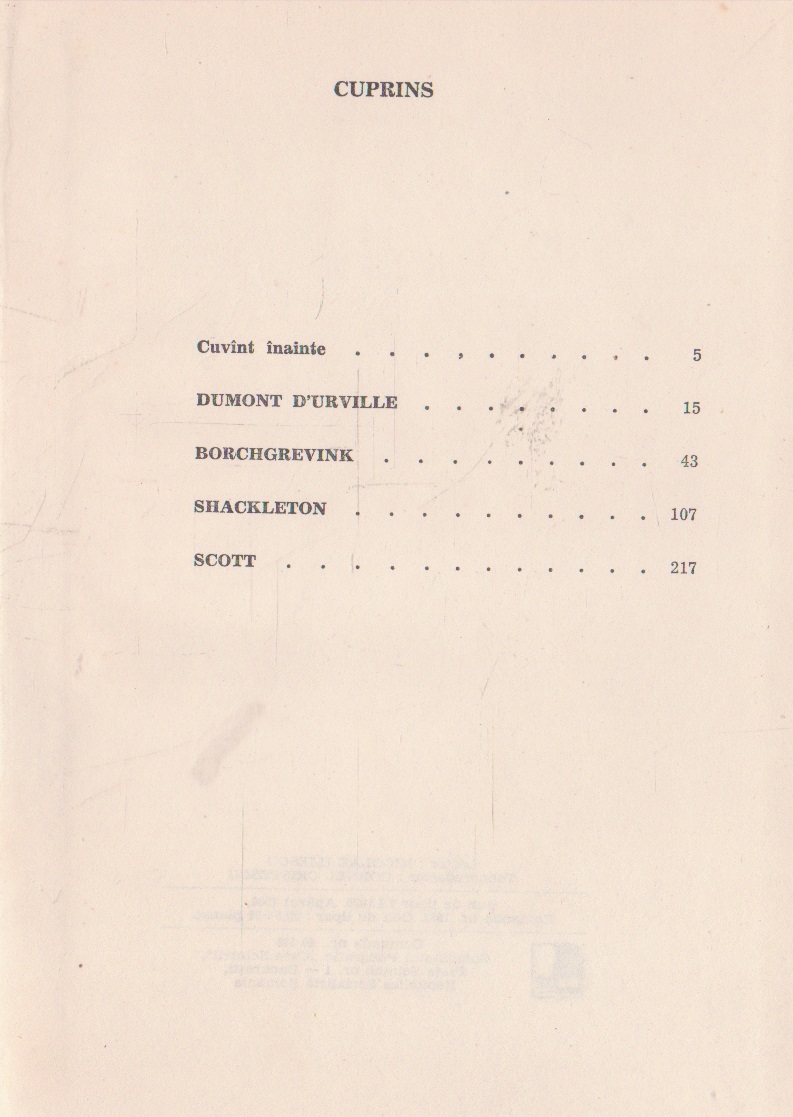 CUPRINS
Cuvînt înainte . . . , . . . . . . 5
DUMONT D'URVILLE . . . . . . . . 15
BORCHGREVINK . . . . . . . . . 43
SHACKLETON . . . . . . . . . . 107
SCOTT . . . . . . . . . . . . 217